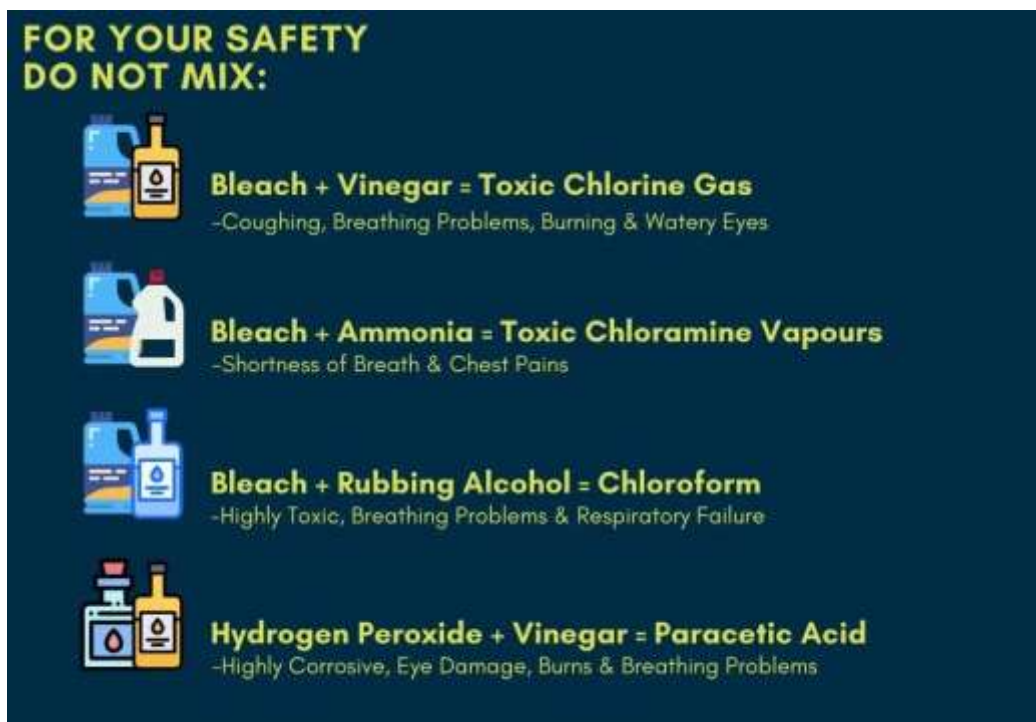 FOR YOUR SAFETY
DO NOT MIX:
Bleach + Vinegar = Toxic Chlorine Gas
-Coughing, Breathing Problems, Burning & Watery Eyes
Bleach + Ammonia = Toxic Chloramine Vapours
-Shortness of Breath & Chest Pains
Bleach + Rubbing Alcohol = Chloroform
-Highly Toxic, Breathing Problems & Respiratory Failure
Hydrogen Peroxide + Vinegar = Paracetic Acid
-Highly Corrosive, Eye Damage, Burns & Breathing Problems